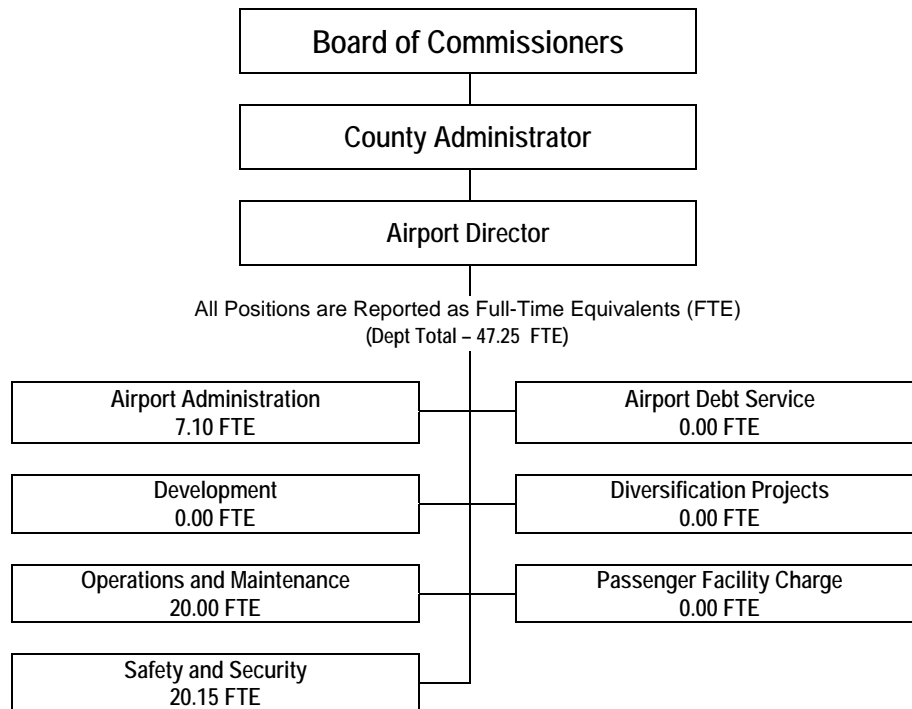 Board of Commissioners
County Administrator
Airport Director
All Positions are Reported as Full-Time Equivalents (FTE)
(Dept Total – 47.25 FTE)
Airport Administration
7.10 FTE
Airport Debt Service
0.00 FTE
Development
0.00 FTE
Diversification Projects
0.00 FTE
Operations and Maintenance
20.00 FTE
Passenger Facility Charge
0.00 FTE
Safety and Security
20.15 FTE